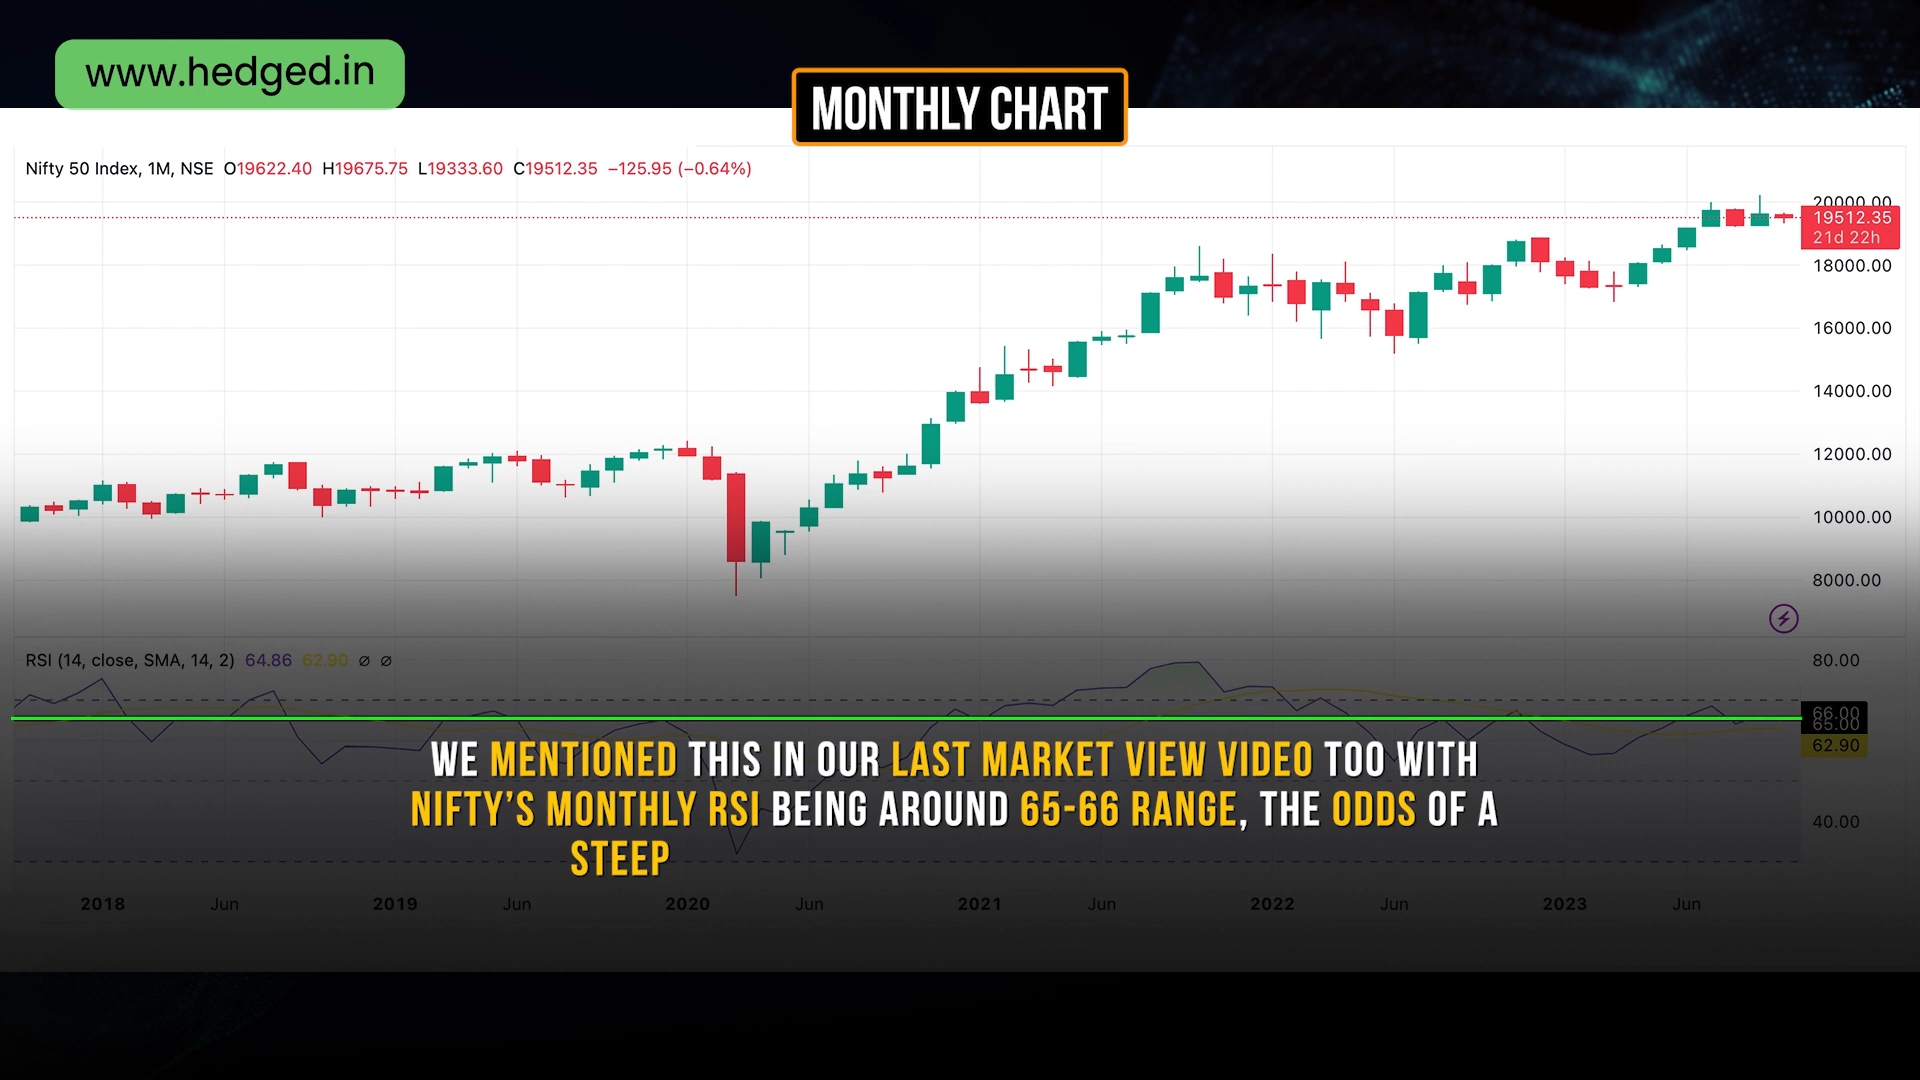 www.hedged.in
MONTHLY CHART
Nifty 50 Index, 1M, NSE O19622.40 H19675.75 L19333.60 C19512.35 −125.95 (−0.64%)
20000.00
19512.35
21d 22h
18000.00
16000.00
14000.00
12000.00
10000.00
8000.00
RSI (14, close, SMA, 14, 2) 64.86 62.90 ∅ ∅
80.00
66.00
65.00
62.90
40.00
WE MENTIONED THIS IN OUR LAST MARKET VIEW VIDEO TOO WITH
NIFTY'S MONTHLY RSI BEING AROUND 65-66 RANGE, THE ODDS OF A
STEEP
2018 Jun 2019 Jun 2020 Jun 2021 Jun 2022 Jun 2023 Jun